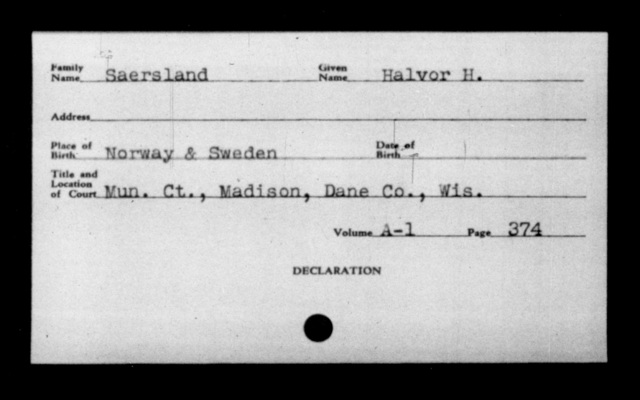 Family Name Saersland Given Name Halvor H.
Address
Place of Birth Norway & Sweden Date of Birth
Title and Location of Court Mun. Ct., Madison, Dane Co., Wis.
Volume A-1 Page 374
DECLARATION